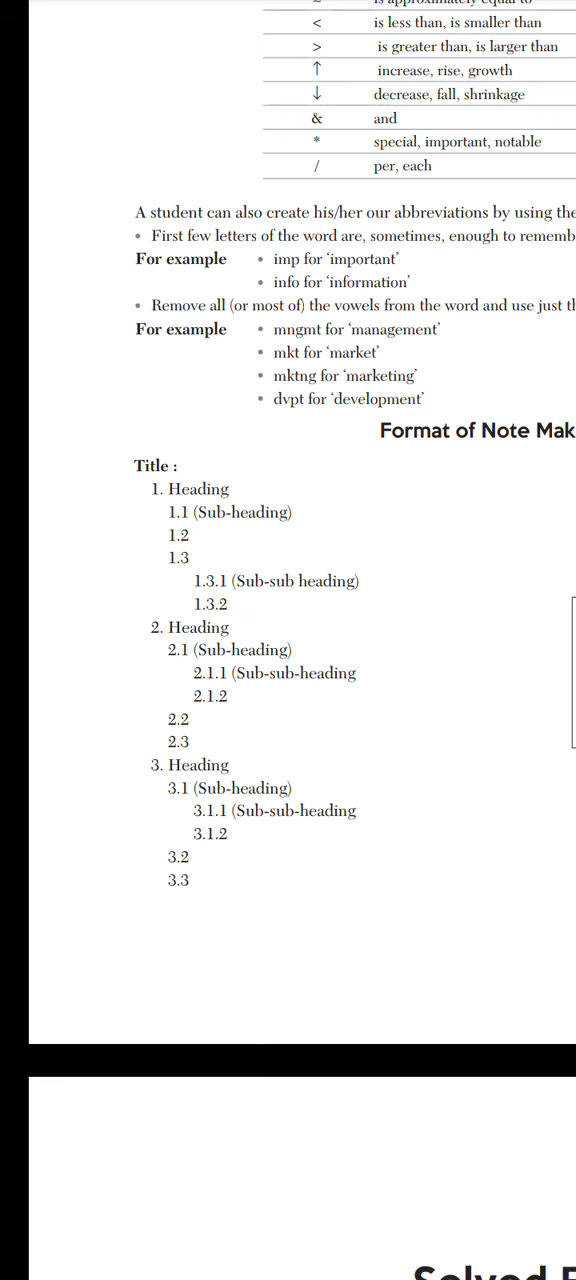 ≈ is approximately equal to
< is less than, is smaller than
> is greater than, is larger than
↑ increase, rise, growth
↓ decrease, fall, shrinkage
& and
* special, important, notable
/ per, each
A student can also create his/her our abbreviations by using the
• First few letters of the word are, sometimes, enough to rememb
For example • imp for ‘important’
• info for ‘information’
• Remove all (or most of) the vowels from the word and use just th
For example • mngmt for ‘management’
• mkt for ‘market’
• mktng for ‘marketing’
• dvpt for ‘development’
Format of Note Mak
Title :
1. Heading
1.1 (Sub-heading)
1.2
1.3
1.3.1 (Sub-sub heading)
1.3.2
2. Heading
2.1 (Sub-heading)
2.1.1 (Sub-sub-heading
2.1.2
2.2
2.3
3. Heading
3.1 (Sub-heading)
3.1.1 (Sub-sub-heading
3.1.2
3.2
3.3
Solved